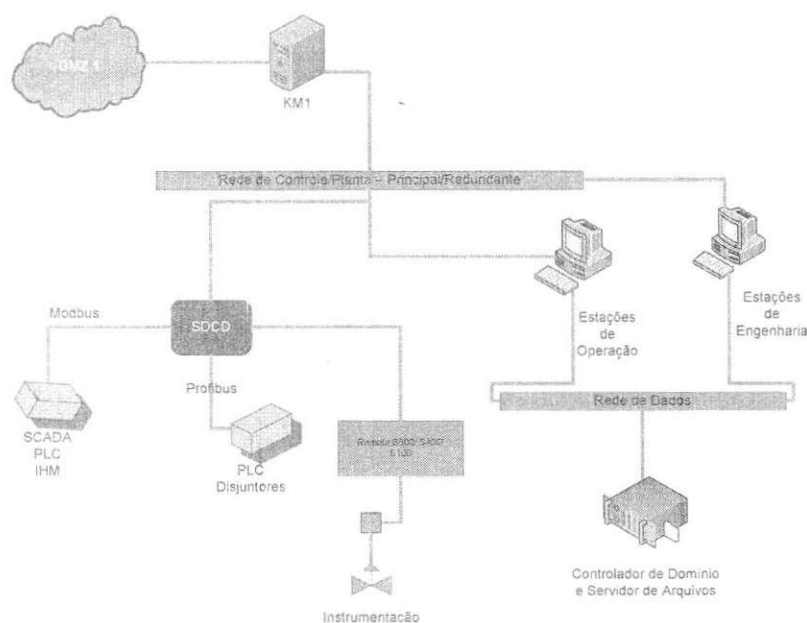 DMZ 1
KM1
Rede de Controle/Planta – Principal/Redundante
Modbus
SDCD
Estações
de
Operação
Estações
de
Engenharia
Profibus
Rede de Dados
SCADA
PLC
IHM
PLC
Disjuntores
S100
Controlador de Domínio
e Servidor de Arquivos
Instrumentação